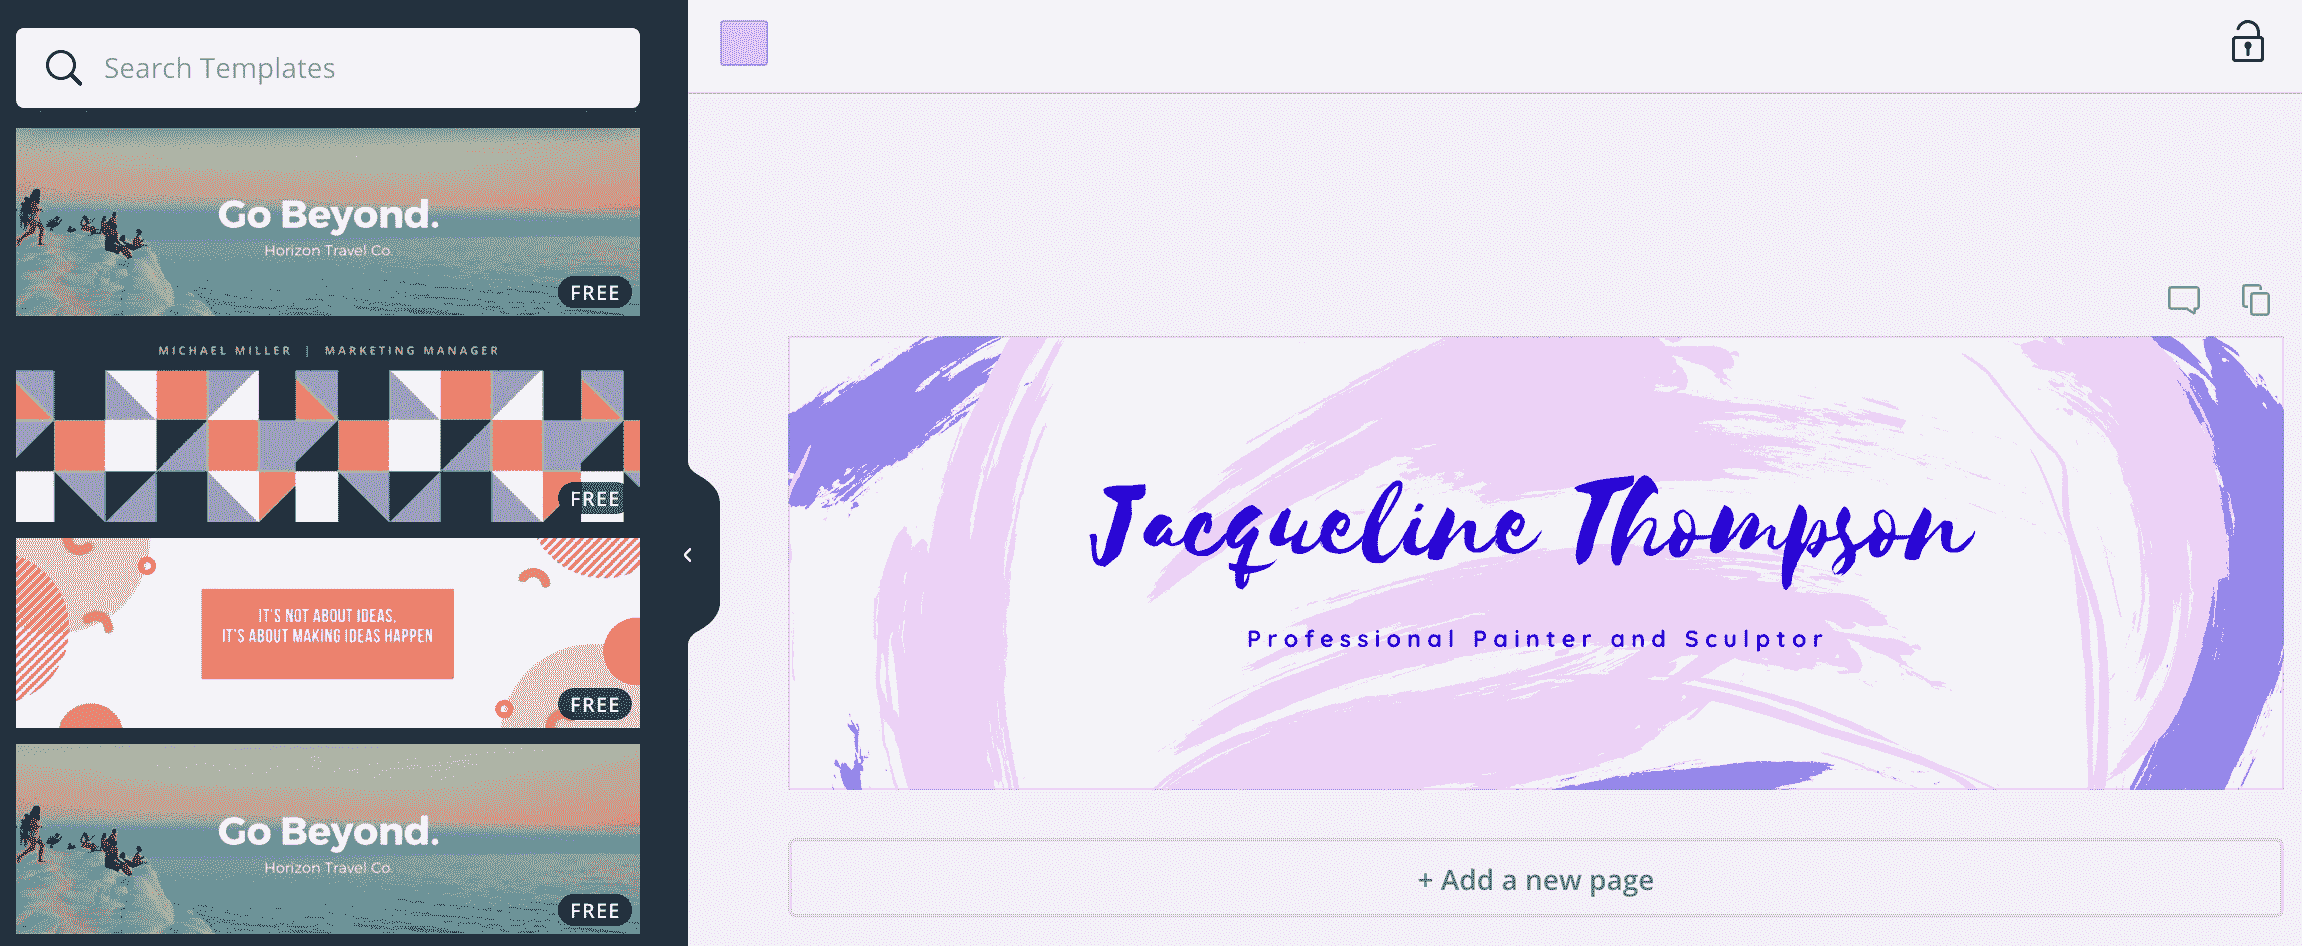 Search Templates
Go Beyond.
Horizon Travel Co.
FREE
MICHAEL MILLER | MARKETING MANAGER
FREE
IT'S NOT ABOUT IDEAS.
IT'S ABOUT MAKING IDEAS HAPPEN
FREE
Go Beyond.
Horizon Travel Co.
FREE
Jacqueline Thompson
Professional Painter and Sculptor
+ Add a new page